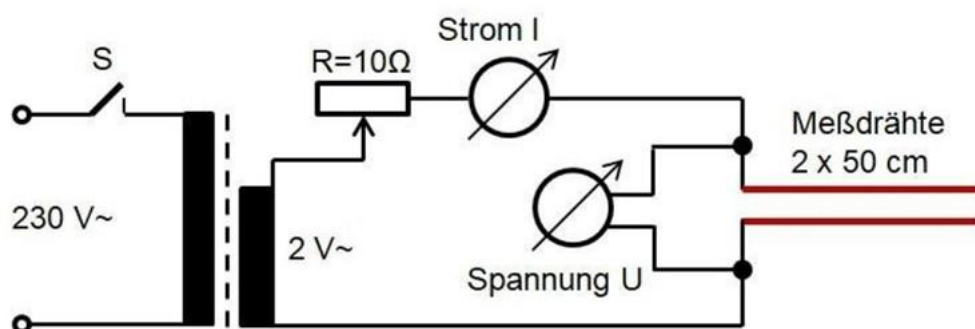 Strom I
S
R=10Ω
Meßdrähte
2 x 50 cm
230 V~
2 V~
Spannung U